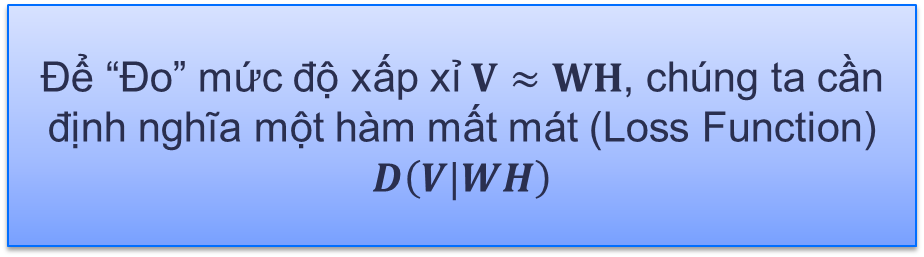 Để “Đo” mức độ xấp xỉ V ≈ WH, chúng ta cần
định nghĩa một hàm mất mát (Loss Function)
D(V|WH)